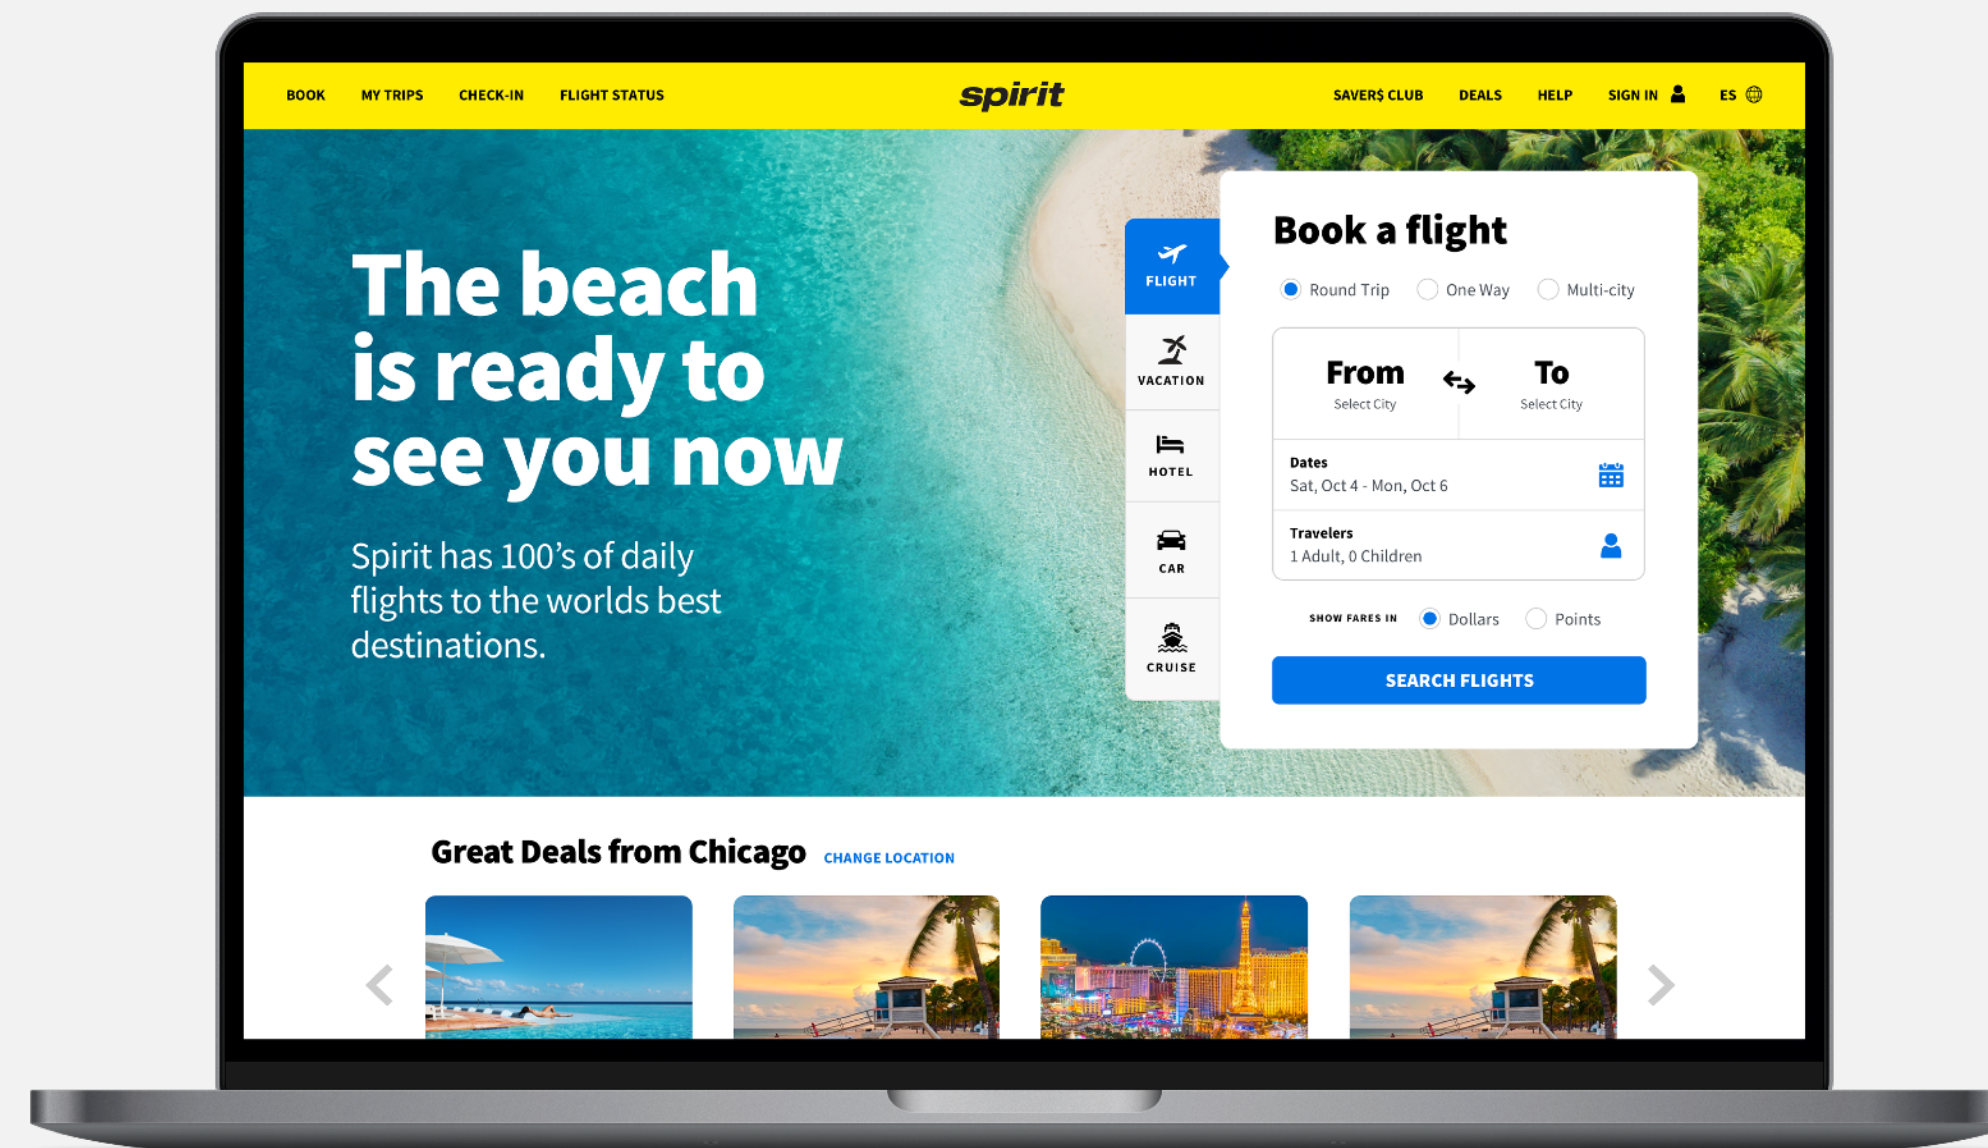 BOOK MY TRIPS CHECK-IN FLIGHT STATUS spirit SAVER$ CLUB DEALS HELP SIGN IN ES
The beach
is ready to
see you now
Spirit has 100's of daily
flights to the worlds best
destinations.
FLIGHT
VACATION
HOTEL
CAR
CRUISE
Book a flight
Round Trip One Way Multi-city
From To
Select City Select City
Dates
Sat, Oct 4 - Mon, Oct 6
Travelers
1 Adult, 0 Children
SHOW FARES IN Dollars Points
SEARCH FLIGHTS
Great Deals from Chicago CHANGE LOCATION